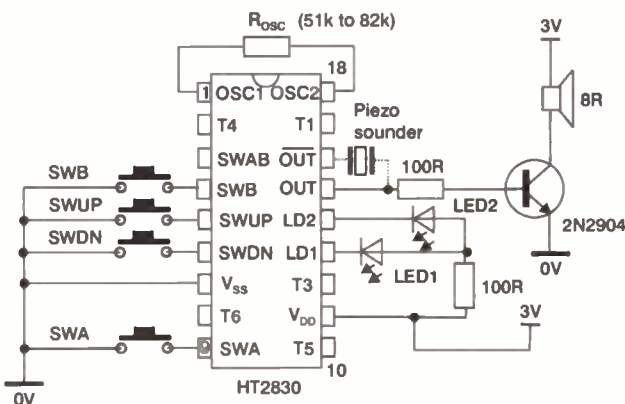 R_OSC (51k to 82k)
3V
18
8R
1 OSC1 OSC2
T4 T1
Piezo
sounder
SWAB O̅U̅T̅
100R
SWB SWB OUT
LED2
SWUP SWUP LD2
2N2904
SWDN SWDN LD1
LED1
0V
V_SS T3
100R
T6 V_DD
3V
SWA SWA T5
10
HT2830
0V